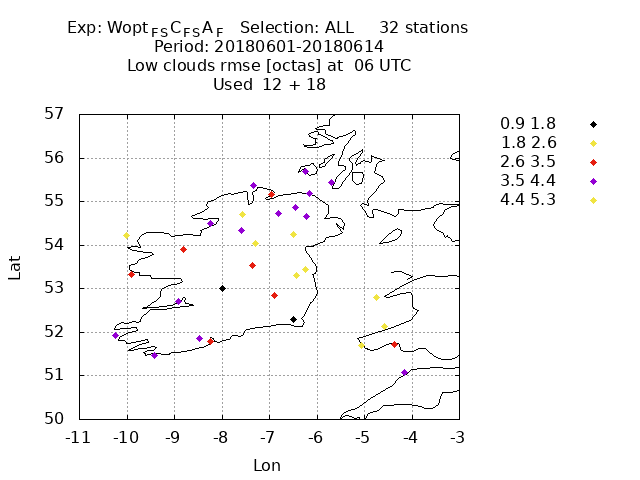 Exp: Wopt_FS C_FS A_F   Selection: ALL     32 stations
Period: 20180601-20180614
Low clouds rmse [octas] at  06 UTC
Used  12 + 18
57
56
55
54
53
52
51
50
Lat
-11 -10 -9 -8 -7 -6 -5 -4 -3
Lon
0.9 1.8
1.8 2.6
2.6 3.5
3.5 4.4
4.4 5.3